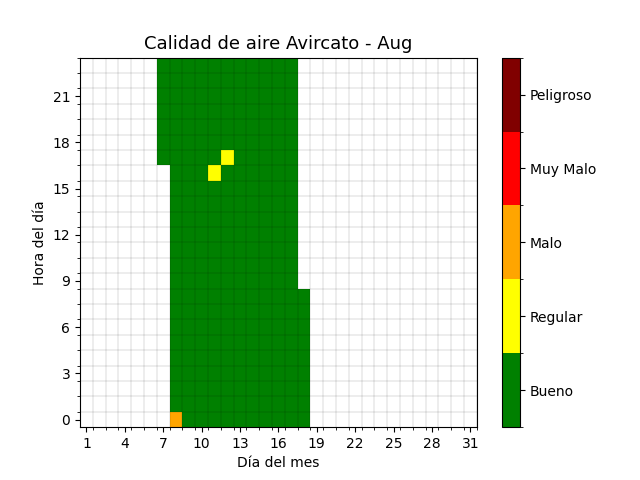 Calidad de aire Avircato - Aug
Peligroso
Muy Malo
Malo
Regular
Bueno
Hora del día
21
18
15
12
9
6
3
0
1 4 7 10 13 16 19 22 25 28 31
Día del mes